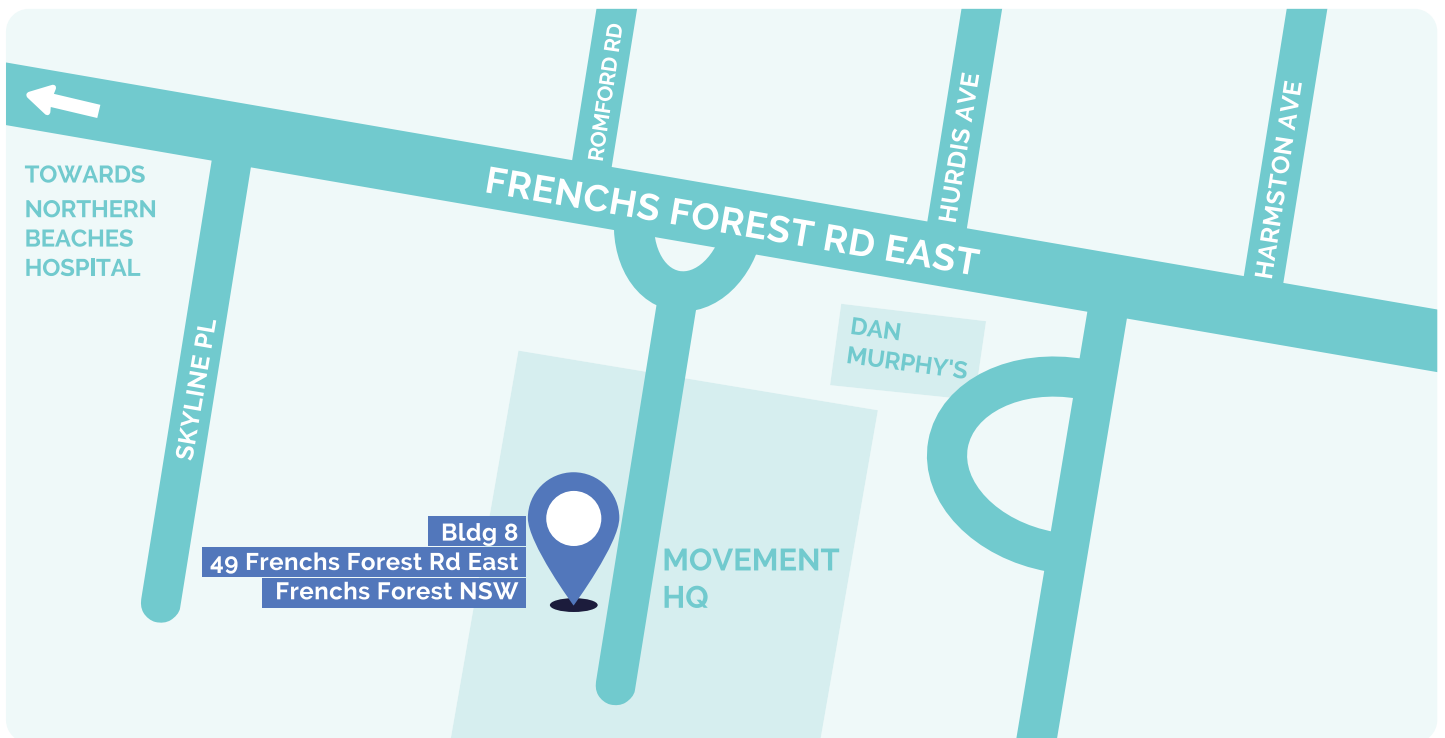 ROMFORD RD
HURDIS AVE
HARMSTON AVE
TOWARDS
NORTHERN
BEACHES
HOSPITAL
FRENCHS FOREST RD EAST
SKYLINE PL
DAN
MURPHY'S
Bldg 8
49 Frenchs Forest Rd East
Frenchs Forest NSW
MOVEMENT
HQ